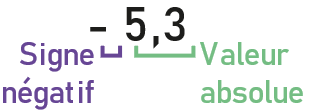 - 5,3
Signe Valeur
négatif absolue